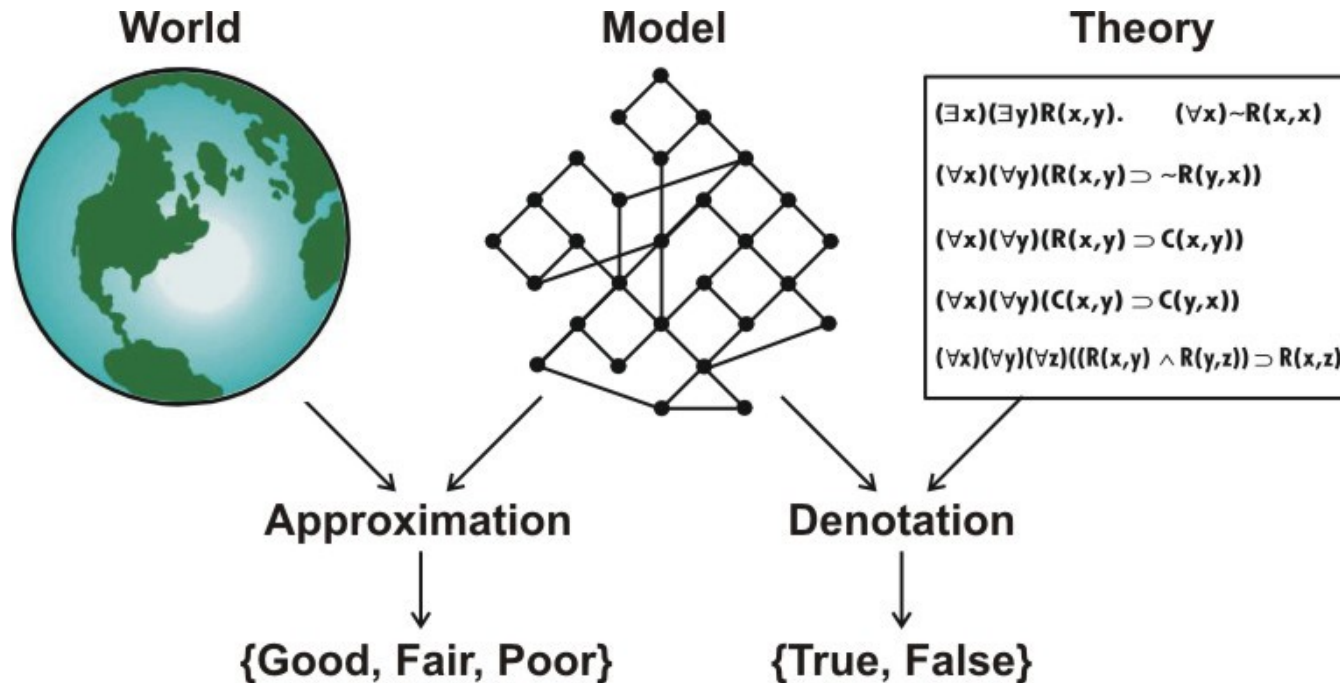 World Model Theory
(∃x)(∃y)R(x,y). (∀x)~R(x,x)
(∀x)(∀y)(R(x,y) ⊃ ~R(y,x))
(∀x)(∀y)(R(x,y) ⊃ C(x,y))
(∀x)(∀y)(C(x,y) ⊃ C(y,x))
(∀x)(∀y)(∀z)((R(x,y) ∧ R(y,z)) ⊃ R(x,z)
Approximation Denotation
{Good, Fair, Poor} {True, False}